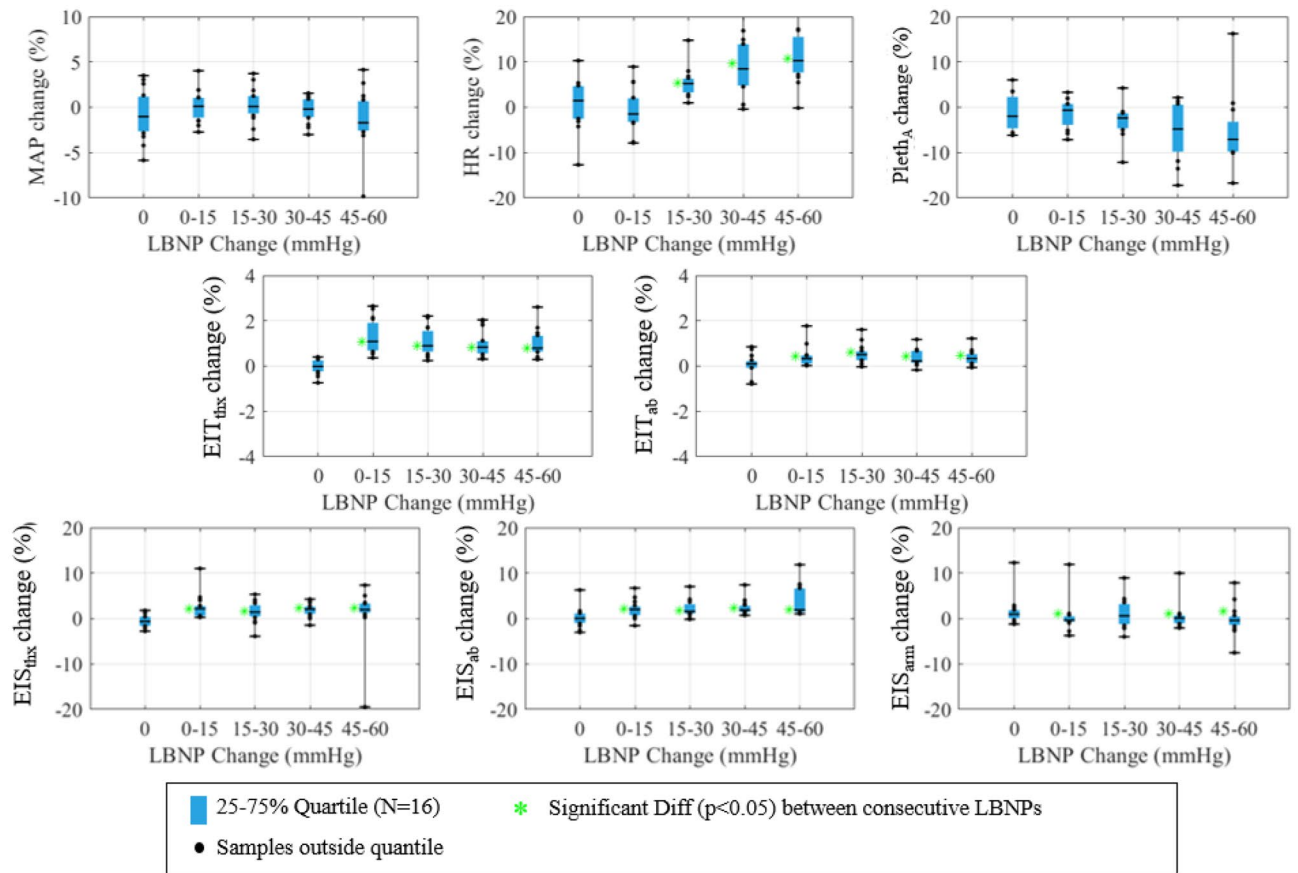 10
5
0
-5
-10
MAP change (%)
0 0-15 15-30 30-45 45-60
LBNP Change (mmHg)
20
10
0
-10
-20
HR change (%)
0 0-15 15-30 30-45 45-60
LBNP Change (mmHg)
20
10
0
-10
-20
PlethA change (%)
0 0-15 15-30 30-45 45-60
LBNP Change (mmHg)
4
2
0
-2
-4
EITthx change (%)
0 0-15 15-30 30-45 45-60
LBNP Change (mmHg)
4
2
0
-2
-4
EITab change (%)
0 0-15 15-30 30-45 45-60
LBNP Change (mmHg)
20
10
0
-10
-20
EISthx change (%)
0 0-15 15-30 30-45 45-60
LBNP Change (mmHg)
20
10
0
-10
-20
EISab change (%)
0 0-15 15-30 30-45 45-60
LBNP Change (mmHg)
20
10
0
-10
-20
EISarm change (%)
0 0-15 15-30 30-45 45-60
LBNP Change (mmHg)
25-75% Quartile (N=16)
* Significant Diff (p<0.05) between consecutive LBNPs
• Samples outside quantile